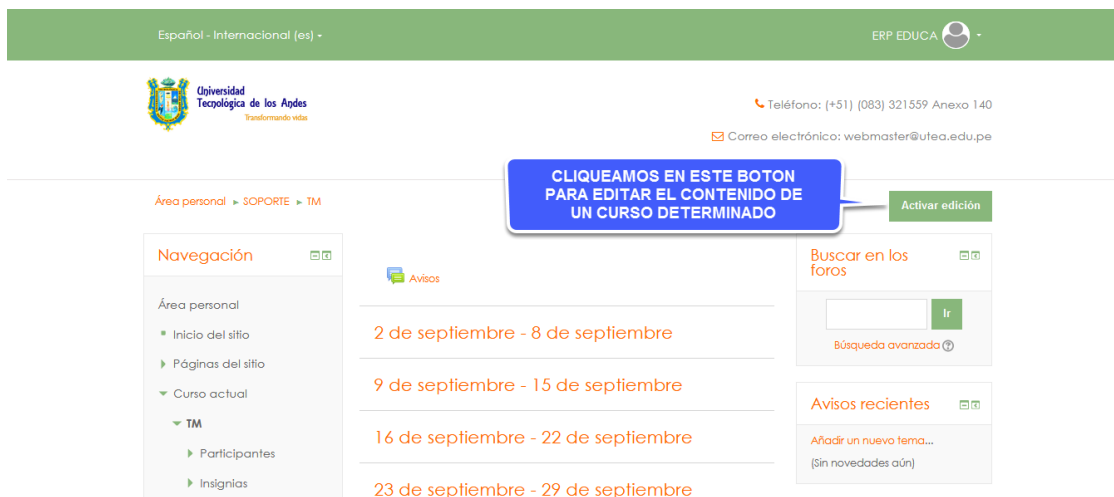 Español - Internacional (es)
ERP EDUCA
Universidad
Tecnológica de los Andes
Transformando vidas
Teléfono: (+51) (083) 321559 Anexo 140
Correo electrónico: webmaster@utea.edu.pe
CLIQUEAMOS EN ESTE BOTON
PARA EDITAR EL CONTENIDO DE
UN CURSO DETERMINADO
Área personal ► SOPORTE ► TM
Activar edición
Navegación
Área personal
Inicio del sitio
Páginas del sitio
Curso actual
TM
Participantes
Insignias
Avisos
2 de septiembre - 8 de septiembre
9 de septiembre - 15 de septiembre
16 de septiembre - 22 de septiembre
23 de septiembre - 29 de septiembre
Buscar en los
foros
Ir
Búsqueda avanzada
Avisos recientes
Añadir un nuevo tema...
(Sin novedades aún)